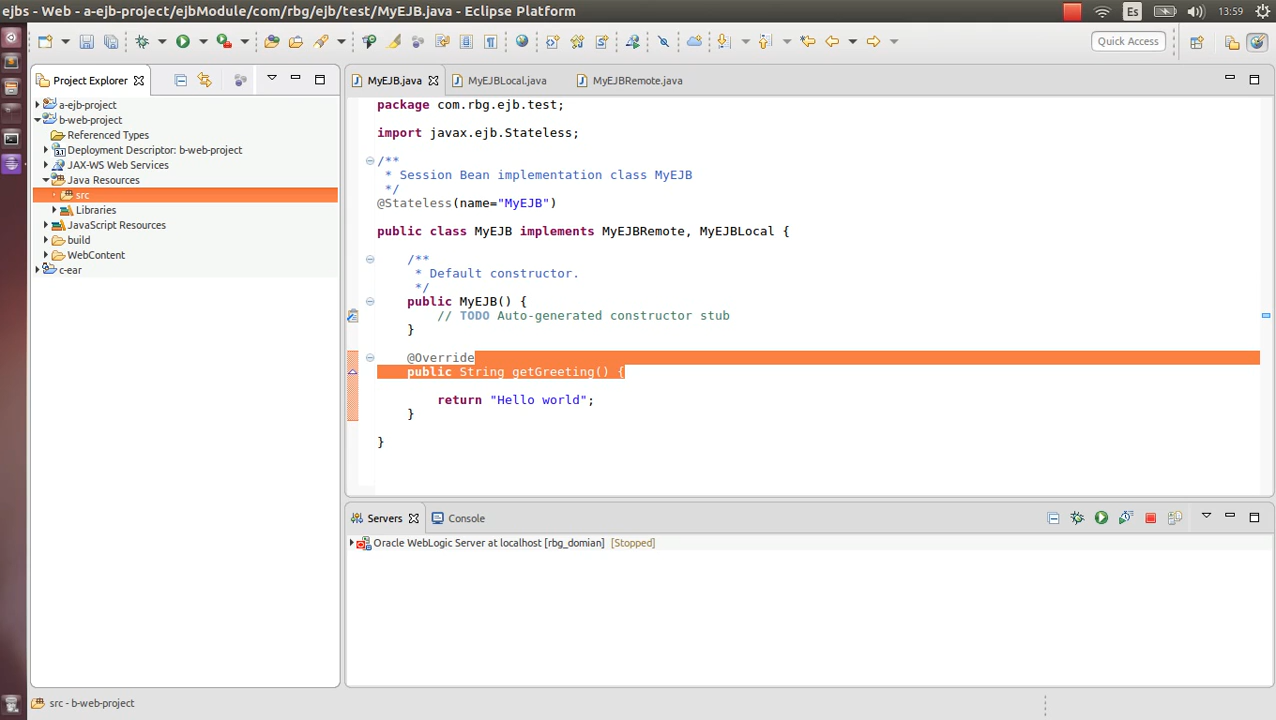 ejbs - Web - a-ejb-project/ejbModule/com/rbg/ejb/test/MyEJB.java - Eclipse Platform
Es
13:59
Quick Access
Project Explorer
a-ejb-project
b-web-project
Referenced Types
3.1 Deployment Descriptor: b-web-project
JAX-WS Web Services
Java Resources
src
Libraries
JavaScript Resources
build
WebContent
c-ear
MyEJB.java
MyEJBLocal.java
MyEJBRemote.java
package com.rbg.ejb.test;
import javax.ejb.Stateless;
/**
* Session Bean implementation class MyEJB
*/
@Stateless(name="MyEJB")
public class MyEJB implements MyEJBRemote, MyEJBLocal {
/**
* Default constructor.
*/
public MyEJB() {
// TODO Auto-generated constructor stub
}
@Override
public String getGreeting() {
return "Hello world";
}
}
Servers
Console
Oracle WebLogic Server at localhost [rbg_domian] [Stopped]
src - b-web-project